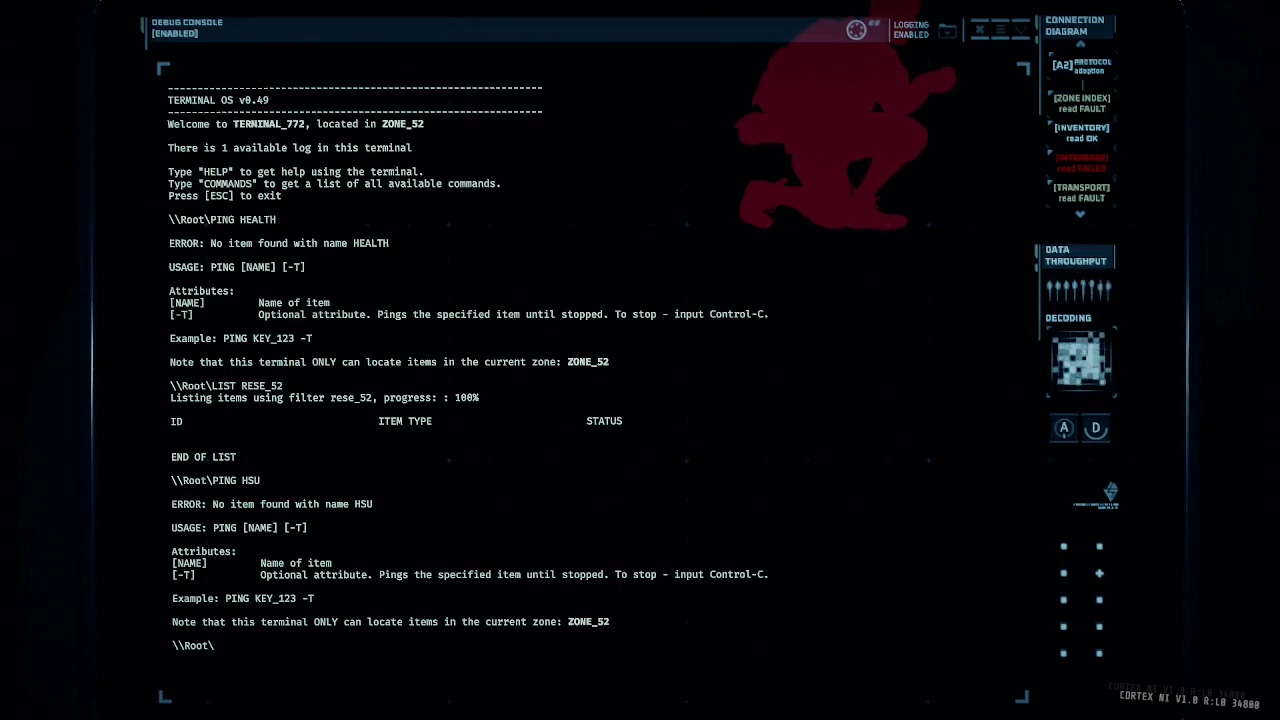 DEBUG CONSOLE
[ENABLED]
LOGGING
ENABLED
------------------------------------------------------------------
TERMINAL OS v0.49
------------------------------------------------------------------
Welcome to TERMINAL_772, located in ZONE_52
There is 1 available log in this terminal
Type "HELP" to get help using the terminal.
Type "COMMANDS" to get a list of all available commands.
Press [ESC] to exit
\\Root\PING HEALTH
ERROR: No item found with name HEALTH
USAGE: PING [NAME] [-T]
Attributes:
[NAME] Name of item
[-T] Optional attribute. Pings the specified item until stopped. To stop - input Control-C.
Example: PING KEY_123 -T
Note that this terminal ONLY can locate items in the current zone: ZONE_52
\\Root\LIST RESE_52
Listing items using filter rese_52, progress: : 100%
ID ITEM TYPE STATUS
END OF LIST
\\Root\PING HSU
ERROR: No item found with name HSU
USAGE: PING [NAME] [-T]
Attributes:
[NAME] Name of item
[-T] Optional attribute. Pings the specified item until stopped. To stop - input Control-C.
Example: PING KEY_123 -T
Note that this terminal ONLY can locate items in the current zone: ZONE_52
\\Root\
CONNECTION
DIAGRAM
[A2] PROTOCOL
adoption
[ZONE INDEX]
read FAULT
[INVENTORY]
read OK
[INTERBASE]
read FAILED
[TRANSPORT]
read FAULT
DATA
THROUGHPUT
DECODING
A D
CORTEX NI V1.0 R:L0 34800